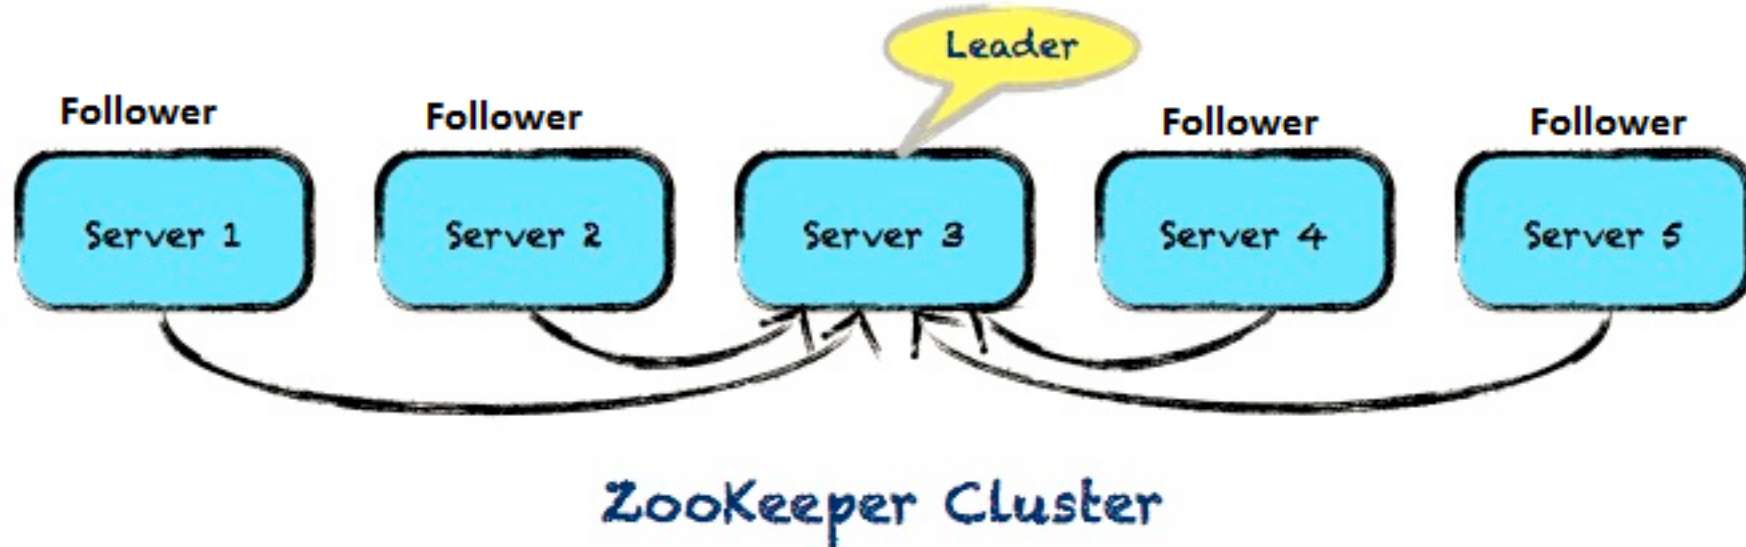 Leader
Follower
Follower
Follower
Follower
Server 1
Server 2
Server 3
Server 4
Server 5
ZooKeeper Cluster